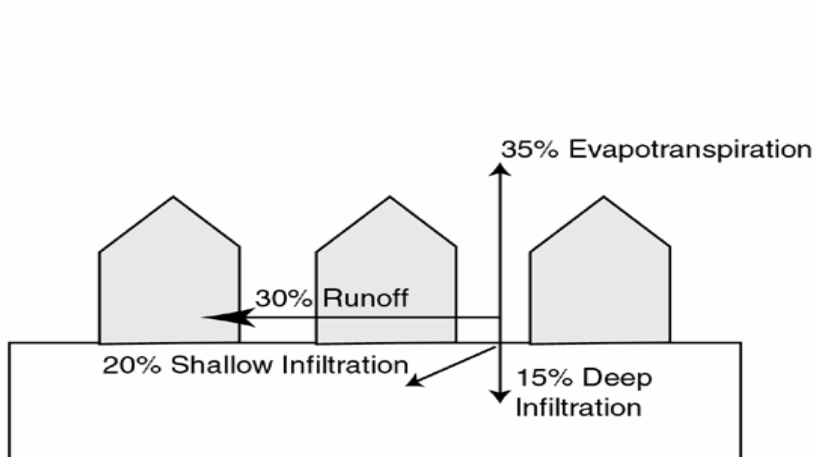 35% Evapotranspiration
30% Runoff
20% Shallow Infiltration
15% Deep
Infiltration